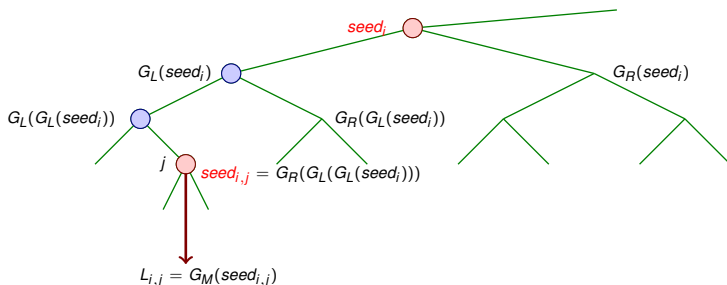 seed_i
G_L(seed_i)
G_R(seed_i)
G_L(G_L(seed_i))
G_R(G_L(seed_i))
j
seed_{i,j} = G_R(G_L(G_L(seed_i)))
L_{i,j} = G_M(seed_{i,j})